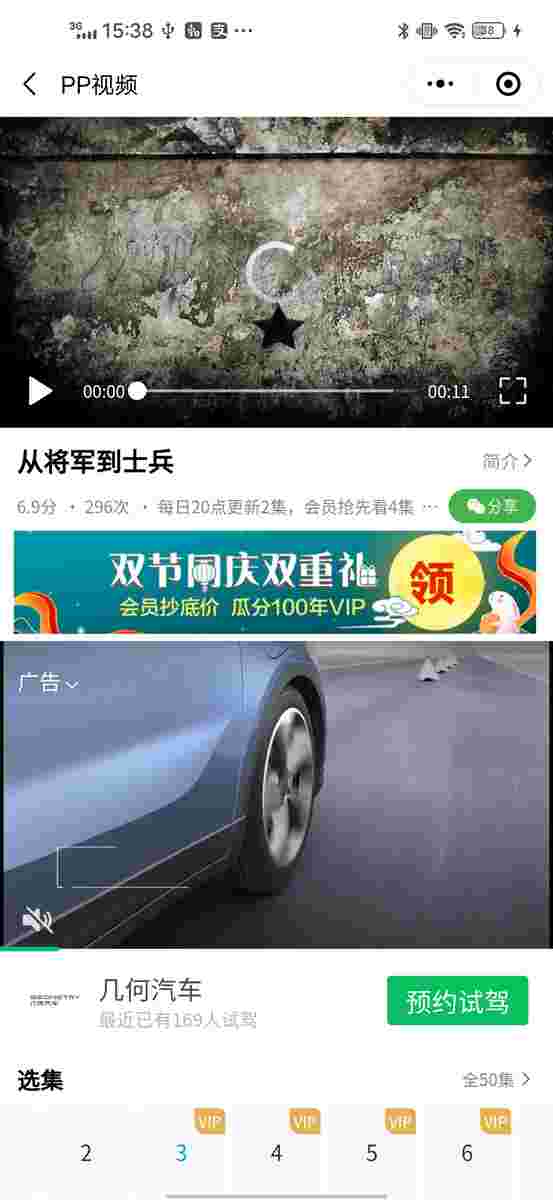 3G 15:38
PP视频
00:00 00:11
从将军到士兵 简介
6.9分 · 296次 · 每日20点更新2集，会员抢先看4集 ··· 分享
双节同庆双重礼
会员抄底价 瓜分100年VIP
领
广告
GEOMETRY
几何汽车
几何汽车
最近已有169人试驾
预约试驾
选集 全50集
VIP VIP VIP VIP
2 3 4 5 6